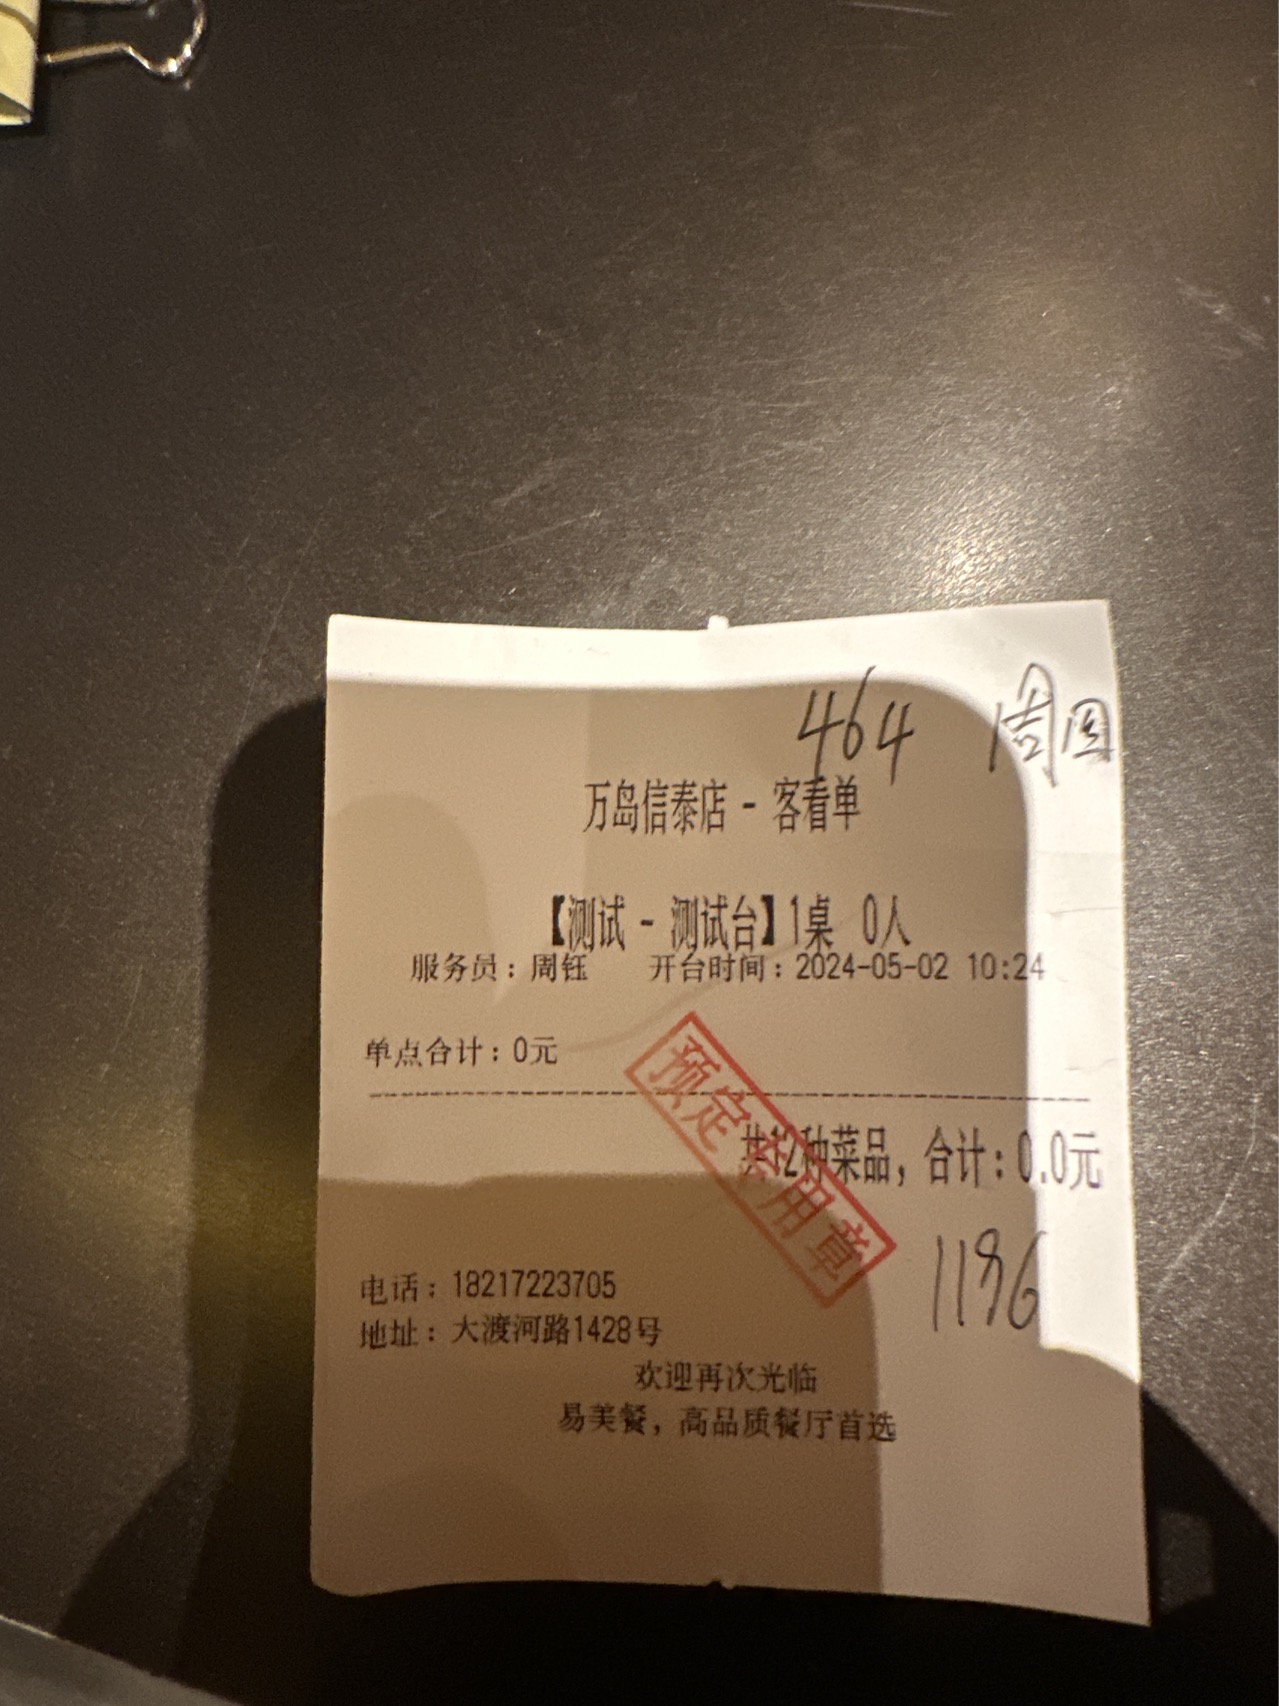 464 周国
万岛信泰店 - 客看单
【测试 - 测试台】1桌 0人
服务员：周钰 开台时间：2024-05-02 10:24
单点合计：0元
预定专用章
共12种菜品，合计：0.0元
1196
电话：18217223705
地址：大渡河路1428号
欢迎再次光临
易美餐，高品质餐厅首选